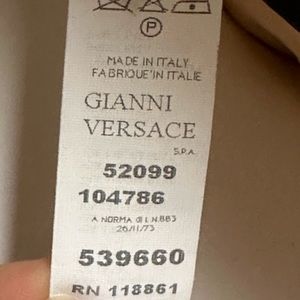 P
MADE IN ITALY
FABRIQUE IN ITALIE
GIANNI
VERSACE
S.P.A.
52099
104786
A NORMA di L.N.883
26/11/73
539660
RN 118861